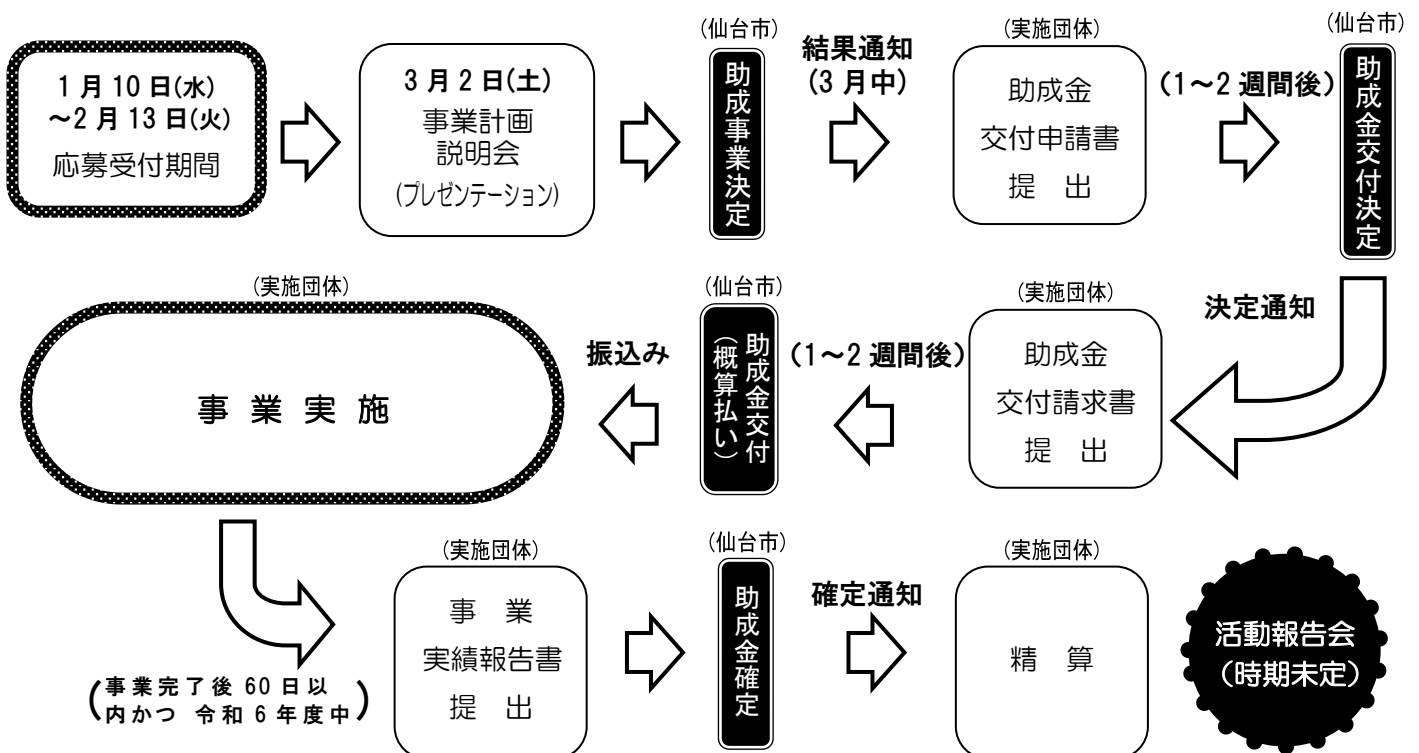 1月10日(水)
～2月13日(火)
応募受付期間
3月2日(土)
事業計画
説明会
(プレゼンテーション)
(仙台市)
助成事業決定
結果通知
(3月中)
(実施団体)
助成金
交付申請書
提 出
(1～2週間後)
(仙台市)
助成金交付決定
決定通知
(実施団体)
助成金
交付請求書
提 出
(1～2週間後)
(仙台市)
助成金交付
(概算払い)
振込み
(実施団体)
事 業 実 施
(事業完了後60日以
内かつ 令和6年度中)
(実施団体)
事 業
実績報告書
提 出
(仙台市)
助成金確定
確定通知
(実施団体)
精 算
活動報告会
(時期未定)